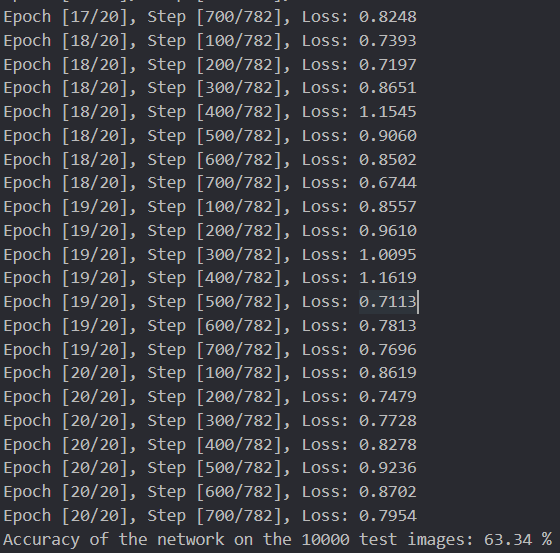 Epoch [17/20], Step [700/782], Loss: 0.8248
Epoch [18/20], Step [100/782], Loss: 0.7393
Epoch [18/20], Step [200/782], Loss: 0.7197
Epoch [18/20], Step [300/782], Loss: 0.8651
Epoch [18/20], Step [400/782], Loss: 1.1545
Epoch [18/20], Step [500/782], Loss: 0.9060
Epoch [18/20], Step [600/782], Loss: 0.8502
Epoch [18/20], Step [700/782], Loss: 0.6744
Epoch [19/20], Step [100/782], Loss: 0.8557
Epoch [19/20], Step [200/782], Loss: 0.9610
Epoch [19/20], Step [300/782], Loss: 1.0095
Epoch [19/20], Step [400/782], Loss: 1.1619
Epoch [19/20], Step [500/782], Loss: 0.7113
Epoch [19/20], Step [600/782], Loss: 0.7813
Epoch [19/20], Step [700/782], Loss: 0.7696
Epoch [20/20], Step [100/782], Loss: 0.8619
Epoch [20/20], Step [200/782], Loss: 0.7479
Epoch [20/20], Step [300/782], Loss: 0.7728
Epoch [20/20], Step [400/782], Loss: 0.8278
Epoch [20/20], Step [500/782], Loss: 0.9236
Epoch [20/20], Step [600/782], Loss: 0.8702
Epoch [20/20], Step [700/782], Loss: 0.7954
Accuracy of the network on the 10000 test images: 63.34 %